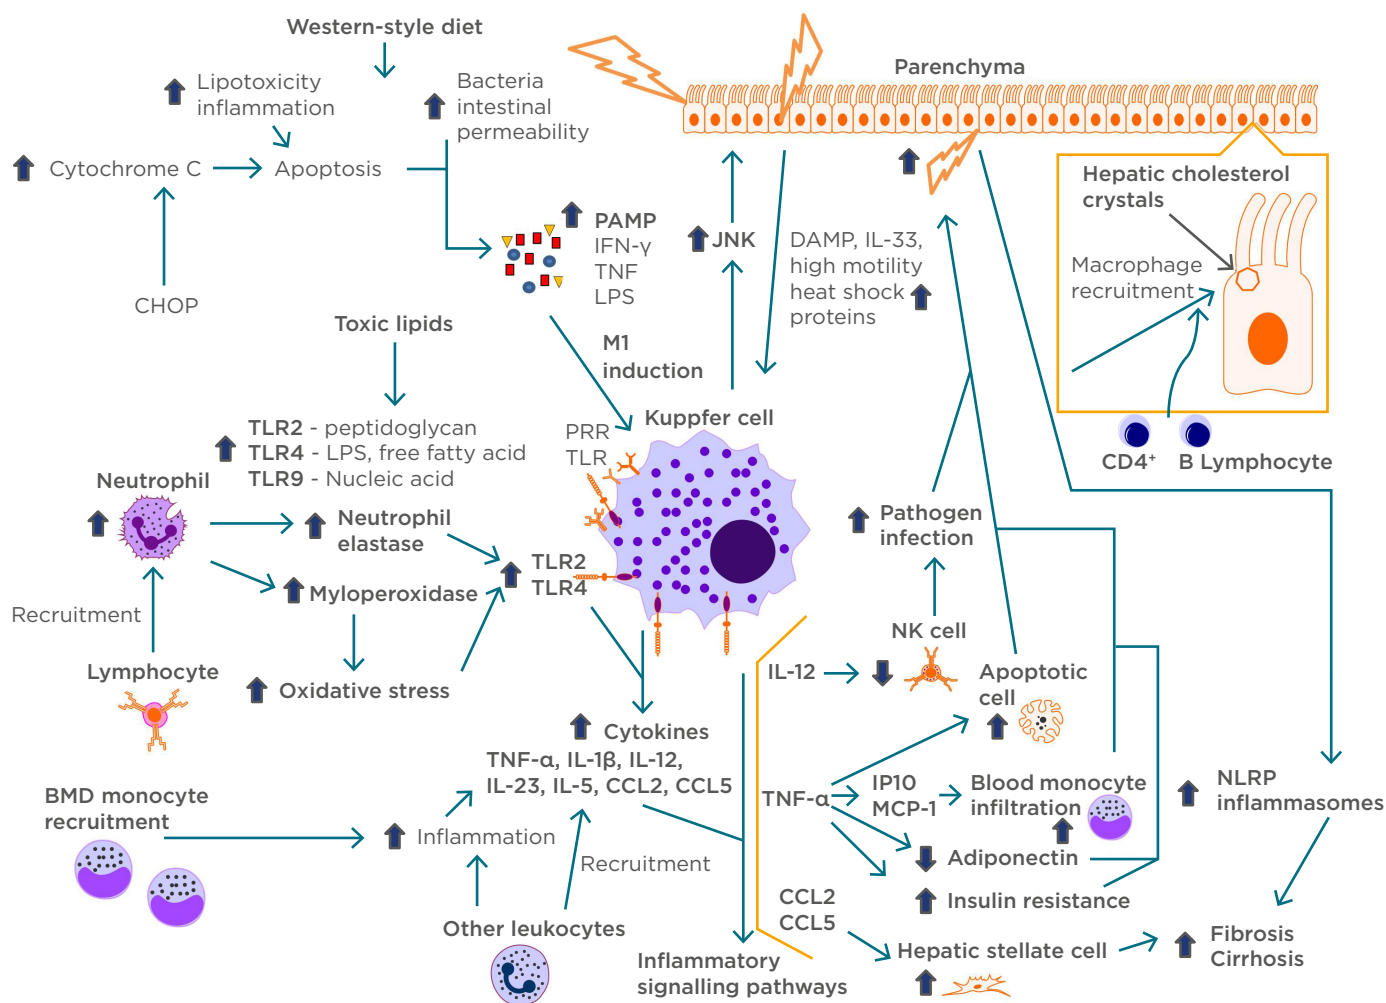 Western-style diet
Lipotoxicity
inflammation
Bacteria
intestinal
permeability
Cytochrome C
Apoptosis
CHOP
PAMP
IFN-γ
TNF
LPS
M1
induction
Toxic lipids
TLR2 - peptidoglycan
TLR4 - LPS, free fatty acid
TLR9 - Nucleic acid
Neutrophil
Neutrophil
elastase
Myloperoxidase
Recruitment
Lymphocyte
Oxidative stress
TLR2
TLR4
PRR
TLR
Kuppfer cell
JNK
Parenchyma
DAMP, IL-33,
high motility
heat shock
proteins
Hepatic cholesterol
crystals
Macrophage
recruitment
CD4⁺
B Lymphocyte
Pathogen
infection
NK cell
IL-12
Apoptotic
cell
Cytokines
TNF-α, IL-1β, IL-12,
IL-23, IL-5, CCL2, CCL5
BMD monocyte
recruitment
Inflammation
Recruitment
Other leukocytes
Inflammatory
signalling pathways
TNF-α
IP10
MCP-1
Blood monocyte
infiltration
Adiponectin
Insulin resistance
CCL2
CCL5
Hepatic stellate cell
NLRP
inflammasomes
Fibrosis
Cirrhosis